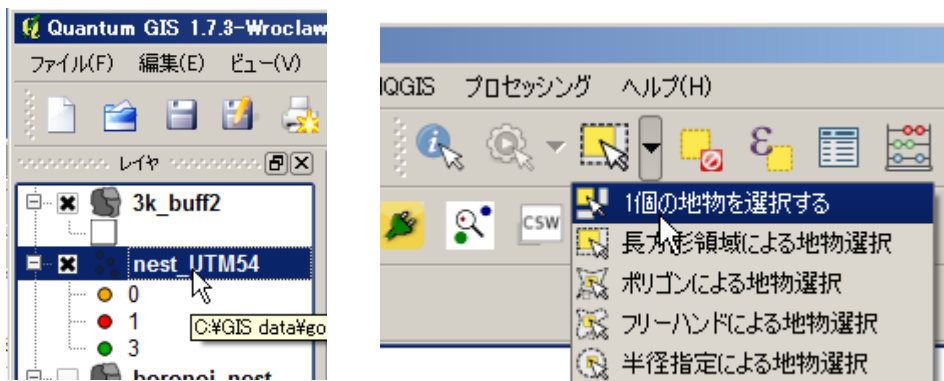 Quantum GIS 1.7.3-Wroclaw
ファイル(F) 編集(E) ビュー(V)
レイヤ
3k_buff2
nest_UTM54
0
1
C:¥GIS data¥go
3
boronoi_nest
QGIS プロセッシング ヘルプ(H)
ε
CSW
1個の地物を選択する
長方形領域による地物選択
ポリゴンによる地物選択
フリーハンドによる地物選択
半径指定による地物選択